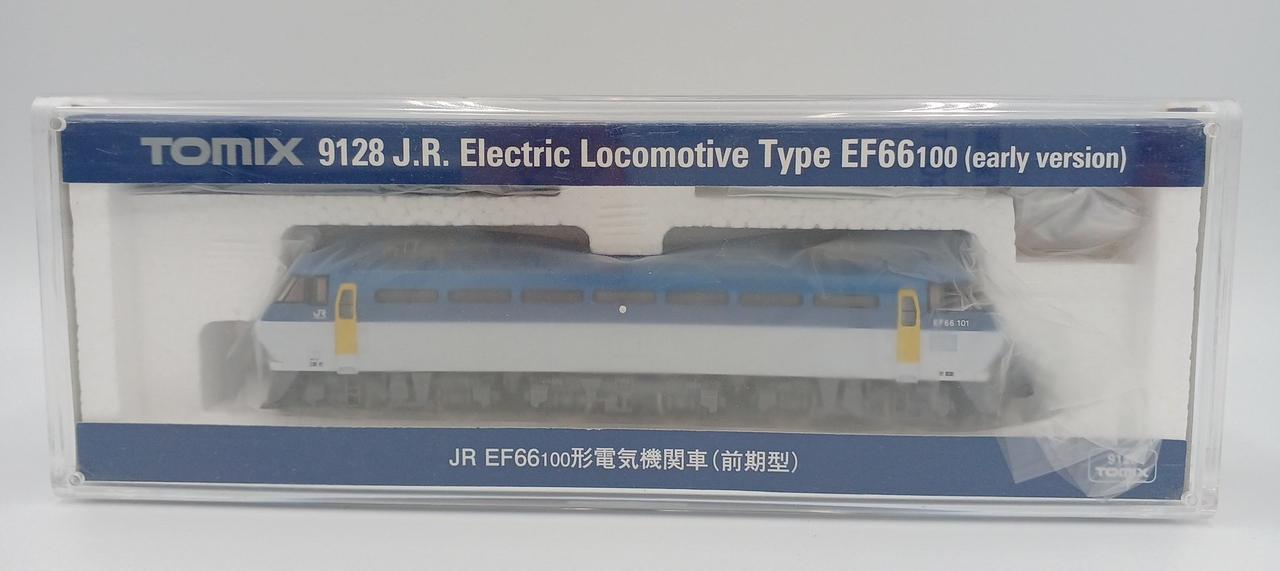 TOMIX 9128 J.R. Electric Locomotive Type EF66100 (early version)
JR
EF66 101
JR EF66100形電気機関車(前期型)
TOMIX